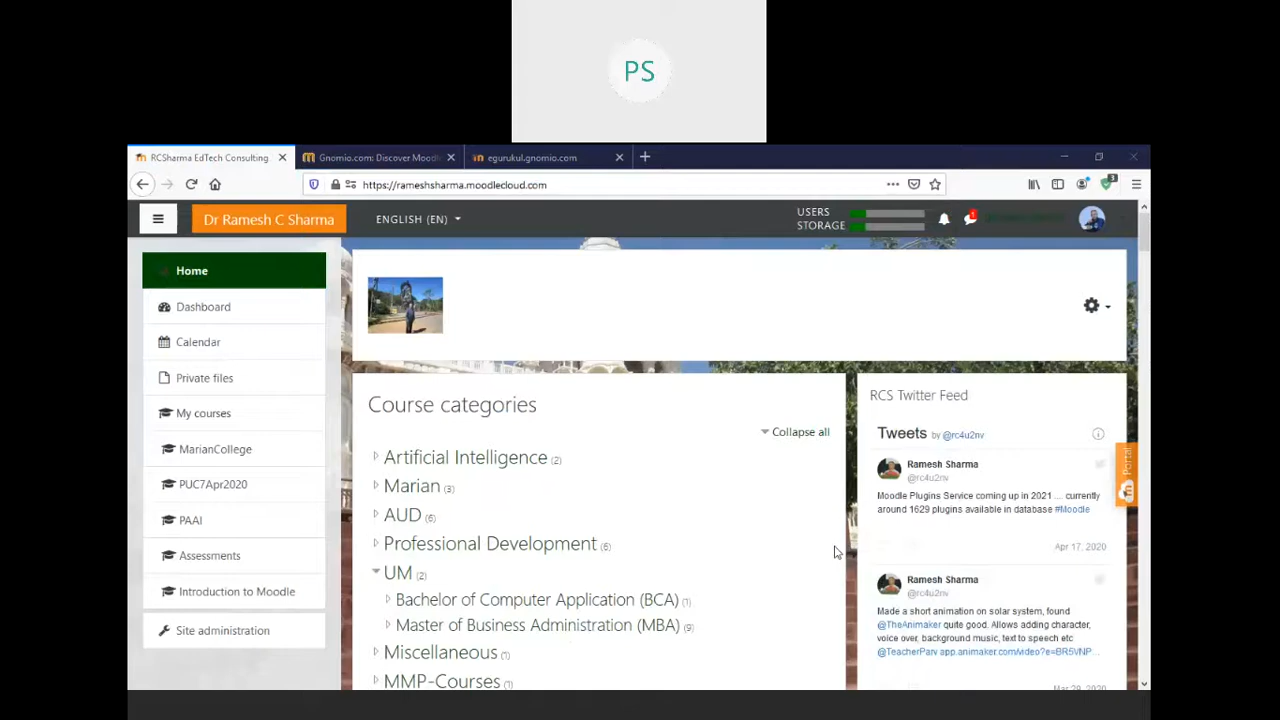 PS
RCSharma EdTech Consulting
Gnomio.com: Discover Moodl
egurukul.gnomio.com
https://rameshsharma.moodlecloud.com
3
Dr Ramesh C Sharma
ENGLISH (EN)
USERS
STORAGE
Home
Dashboard
Calendar
Private files
My courses
MarianCollege
PUC7Apr2020
PAAI
Assessments
Introduction to Moodle
Site administration
Course categories
Collapse all
Artificial Intelligence (2)
Marian (3)
AUD (6)
Professional Development (6)
UM (2)
Bachelor of Computer Application (BCA) (1)
Master of Business Administration (MBA) (9)
Miscellaneous (1)
MMP-Courses (1)
RCS Twitter Feed
Tweets by @rc4u2nv
Ramesh Sharma
@rc4u2nv
Moodle Plugins Service coming up in 2021 .... currently
around 1629 plugins available in database #Moodle
Apr 17, 2020
Ramesh Sharma
@rc4u2nv
Made a short animation on solar system, found
@TheAnimaker quite good. Allows adding character,
voice over, background music, text to speech etc
@TeacherParv app.animaker.com/video?e=BR5VNP...
Mar 29, 2020
Portal